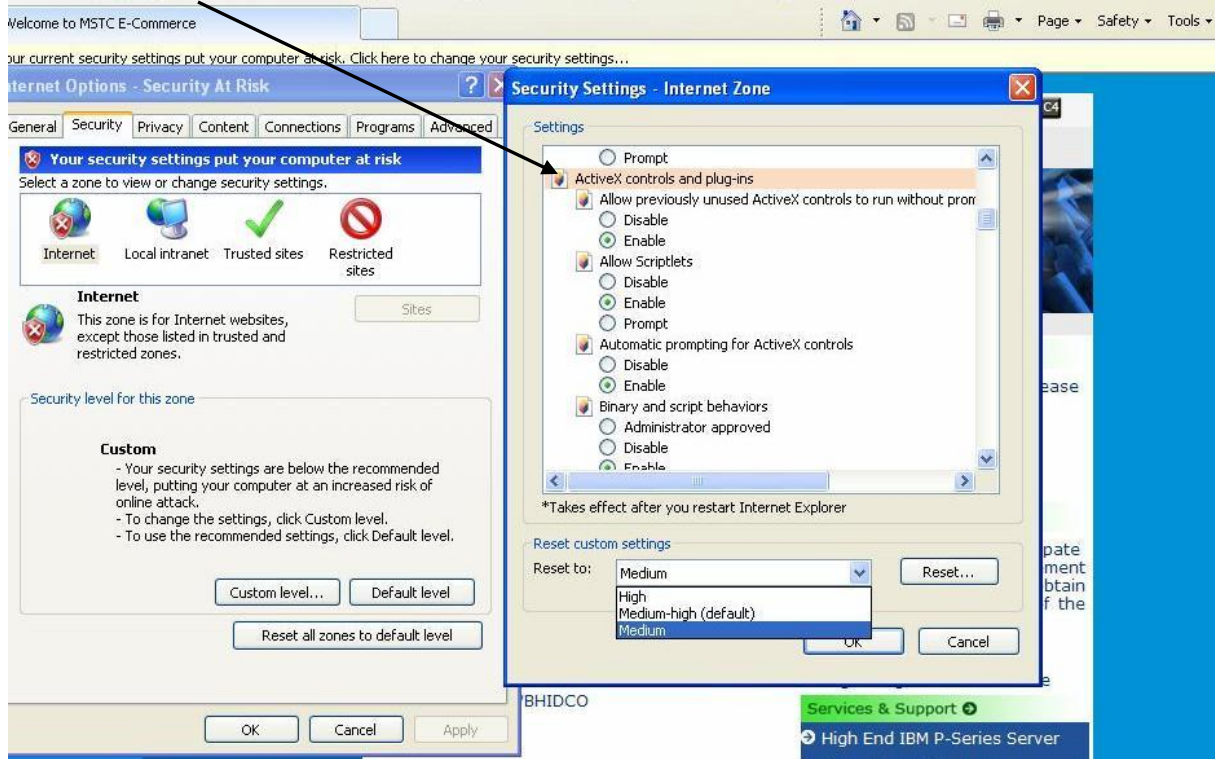 Welcome to MSTC E-Commerce
Page
Safety
Tools
our current security settings put your computer at risk. Click here to change your security settings...
Internet Options - Security At Risk
General
Security
Privacy
Content
Connections
Programs
Advanced
Your security settings put your computer at risk
Select a zone to view or change security settings.
Internet
Local intranet
Trusted sites
Restricted
sites
Internet
This zone is for Internet websites,
except those listed in trusted and
restricted zones.
Sites
Security level for this zone
Custom
- Your security settings are below the recommended
level, putting your computer at an increased risk of
online attack.
- To change the settings, click Custom level.
- To use the recommended settings, click Default level.
Custom level...
Default level
Reset all zones to default level
OK
Cancel
Apply
Security Settings - Internet Zone
Settings
Prompt
ActiveX controls and plug-ins
Allow previously unused ActiveX controls to run without prom
Disable
Enable
Allow Scriptlets
Disable
Enable
Prompt
Automatic prompting for ActiveX controls
Disable
Enable
Binary and script behaviors
Administrator approved
Disable
Enable
*Takes effect after you restart Internet Explorer
Reset custom settings
Reset to:
Medium
Reset...
High
Medium-high (default)
Medium
OK
Cancel
C4
ease
pate
ment
btain
f the
e
BHIDCO
Services & Support
High End IBM P-Series Server